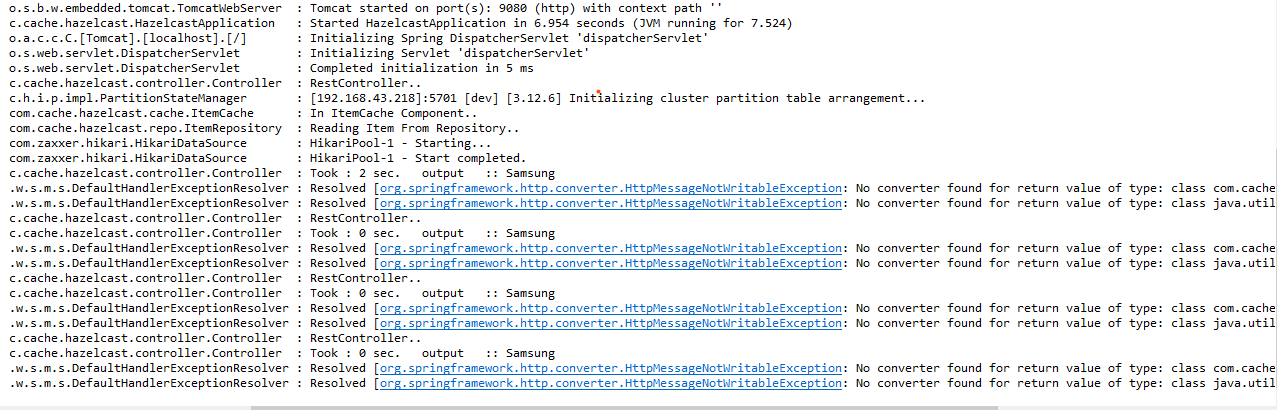 o.s.b.w.embedded.tomcat.TomcatWebServer  : Tomcat started on port(s): 9080 (http) with context path ''
c.cache.hazelcast.HazelcastApplication   : Started HazelcastApplication in 6.954 seconds (JVM running for 7.524)
o.a.c.c.C.[Tomcat].[localhost].[/]       : Initializing Spring DispatcherServlet 'dispatcherServlet'
o.s.web.servlet.DispatcherServlet        : Initializing Servlet 'dispatcherServlet'
o.s.web.servlet.DispatcherServlet        : Completed initialization in 5 ms
c.cache.hazelcast.controller.Controller  : RestController..
c.h.i.p.impl.PartitionStateManager       : [192.168.43.218]:5701 [dev] [3.12.6] Initializing cluster partition table arrangement...
com.cache.hazelcast.cache.ItemCache      : In ItemCache Component..
com.cache.hazelcast.repo.ItemRepository  : Reading Item From Repository..
com.zaxxer.hikari.HikariDataSource       : HikariPool-1 - Starting...
com.zaxxer.hikari.HikariDataSource       : HikariPool-1 - Start completed.
c.cache.hazelcast.controller.Controller  : Took : 2 sec.   output   :: Samsung
.w.s.m.s.DefaultHandlerExceptionResolver : Resolved [org.springframework.http.converter.HttpMessageNotWritableException: No converter found for return value of type: class com.cache
.w.s.m.s.DefaultHandlerExceptionResolver : Resolved [org.springframework.http.converter.HttpMessageNotWritableException: No converter found for return value of type: class java.util
c.cache.hazelcast.controller.Controller  : RestController..
c.cache.hazelcast.controller.Controller  : Took : 0 sec.   output   :: Samsung
.w.s.m.s.DefaultHandlerExceptionResolver : Resolved [org.springframework.http.converter.HttpMessageNotWritableException: No converter found for return value of type: class com.cache
.w.s.m.s.DefaultHandlerExceptionResolver : Resolved [org.springframework.http.converter.HttpMessageNotWritableException: No converter found for return value of type: class java.util
c.cache.hazelcast.controller.Controller  : RestController..
c.cache.hazelcast.controller.Controller  : Took : 0 sec.   output   :: Samsung
.w.s.m.s.DefaultHandlerExceptionResolver : Resolved [org.springframework.http.converter.HttpMessageNotWritableException: No converter found for return value of type: class com.cache
.w.s.m.s.DefaultHandlerExceptionResolver : Resolved [org.springframework.http.converter.HttpMessageNotWritableException: No converter found for return value of type: class java.util
c.cache.hazelcast.controller.Controller  : RestController..
c.cache.hazelcast.controller.Controller  : Took : 0 sec.   output   :: Samsung
.w.s.m.s.DefaultHandlerExceptionResolver : Resolved [org.springframework.http.converter.HttpMessageNotWritableException: No converter found for return value of type: class com.cache
.w.s.m.s.DefaultHandlerExceptionResolver : Resolved [org.springframework.http.converter.HttpMessageNotWritableException: No converter found for return value of type: class java.util